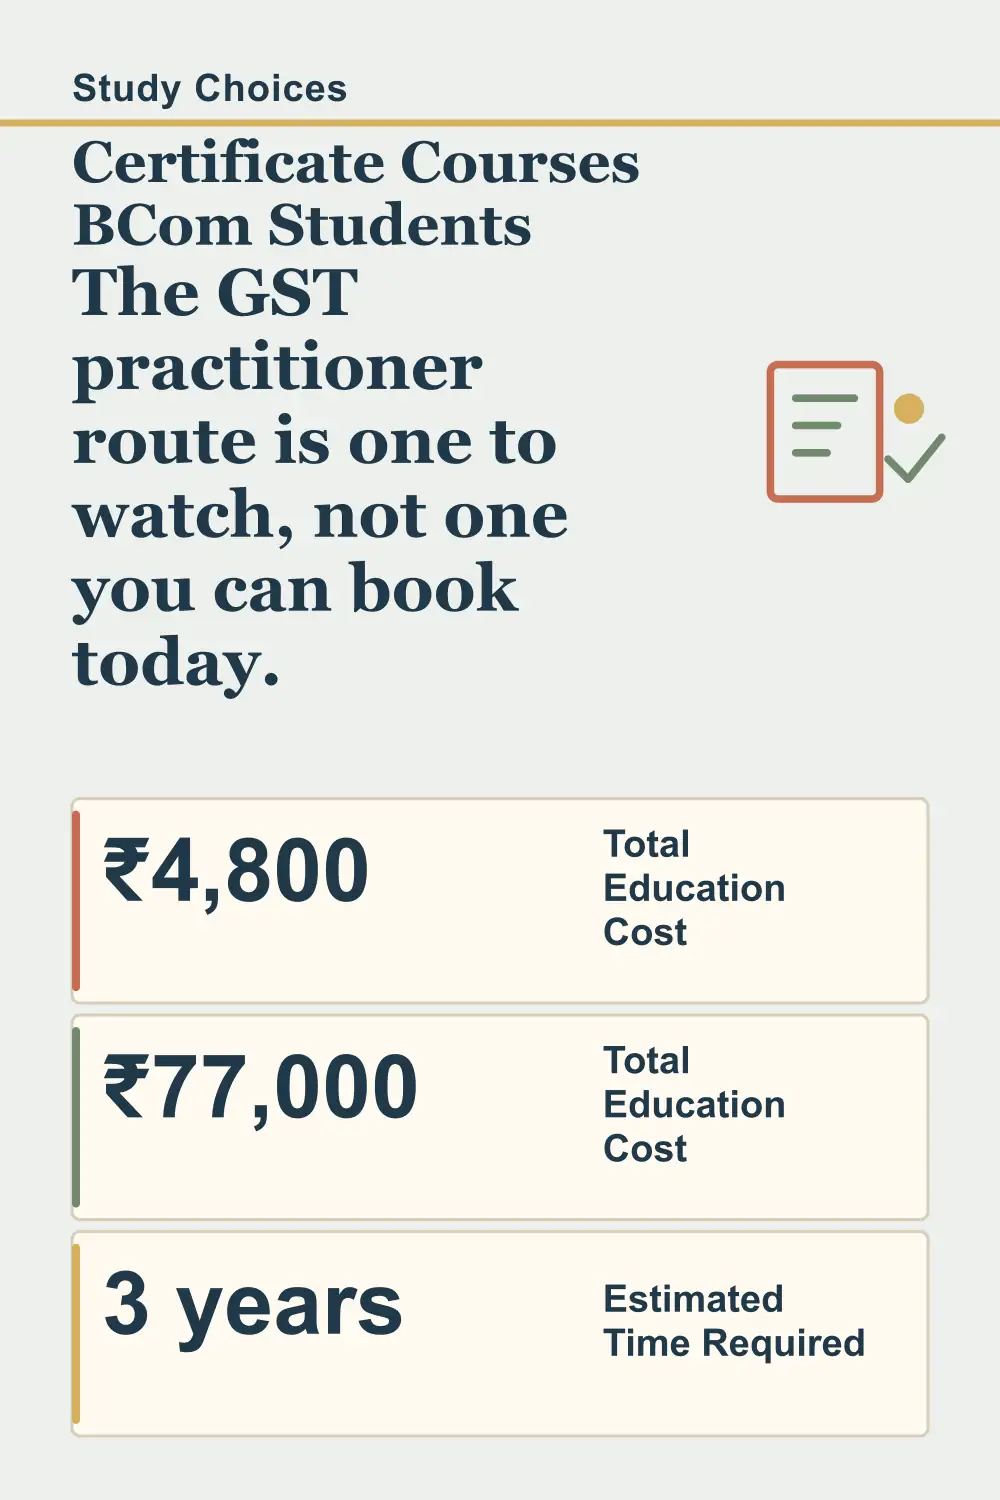 Study Choices
Certificate Courses
BCom Students
The GST
practitioner
route is one to
watch, not one
you can book
today.
₹4,800
Total
Education
Cost
₹77,000
Total
Education
Cost
3 years
Estimated
Time Required